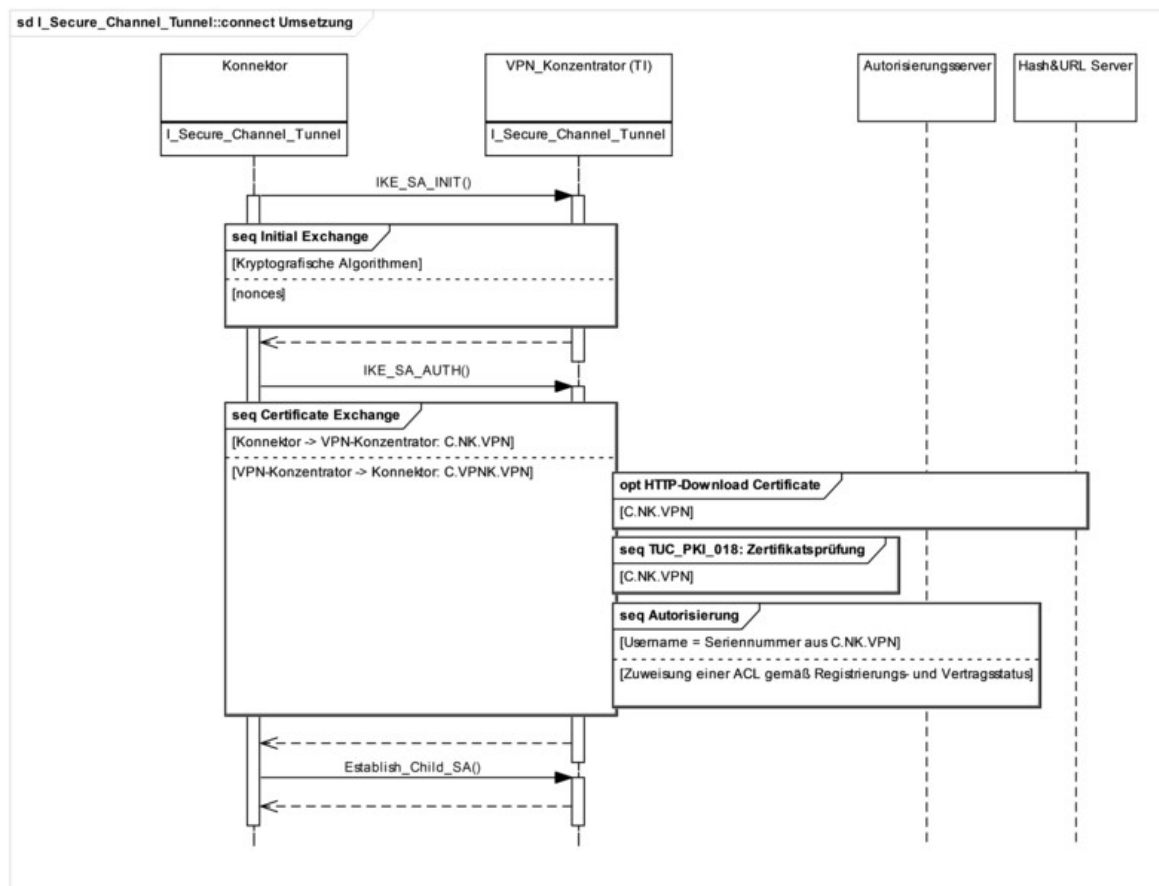 sd I_Secure_Channel_Tunnel::connect Umsetzung
Konnektor
I_Secure_Channel_Tunnel
VPN_Konzentrator (TI)
I_Secure_Channel_Tunnel
Autorisierungsserver
Hash&URL Server
IKE_SA_INIT()
seq Initial Exchange
[Kryptografische Algorithmen]
[nonces]
IKE_SA_AUTH()
seq Certificate Exchange
[Konnektor -> VPN-Konzentrator: C.NK.VPN]
[VPN-Konzentrator -> Konnektor: C.VPNK.VPN]
opt HTTP-Download Certificate
[C.NK.VPN]
seq TUC_PKI_018: Zertifikatsprüfung
[C.NK.VPN]
seq Autorisierung
[Username = Seriennummer aus C.NK.VPN]
[Zuweisung einer ACL gemäß Registrierungs- und Vertragsstatus]
Establish_Child_SA()